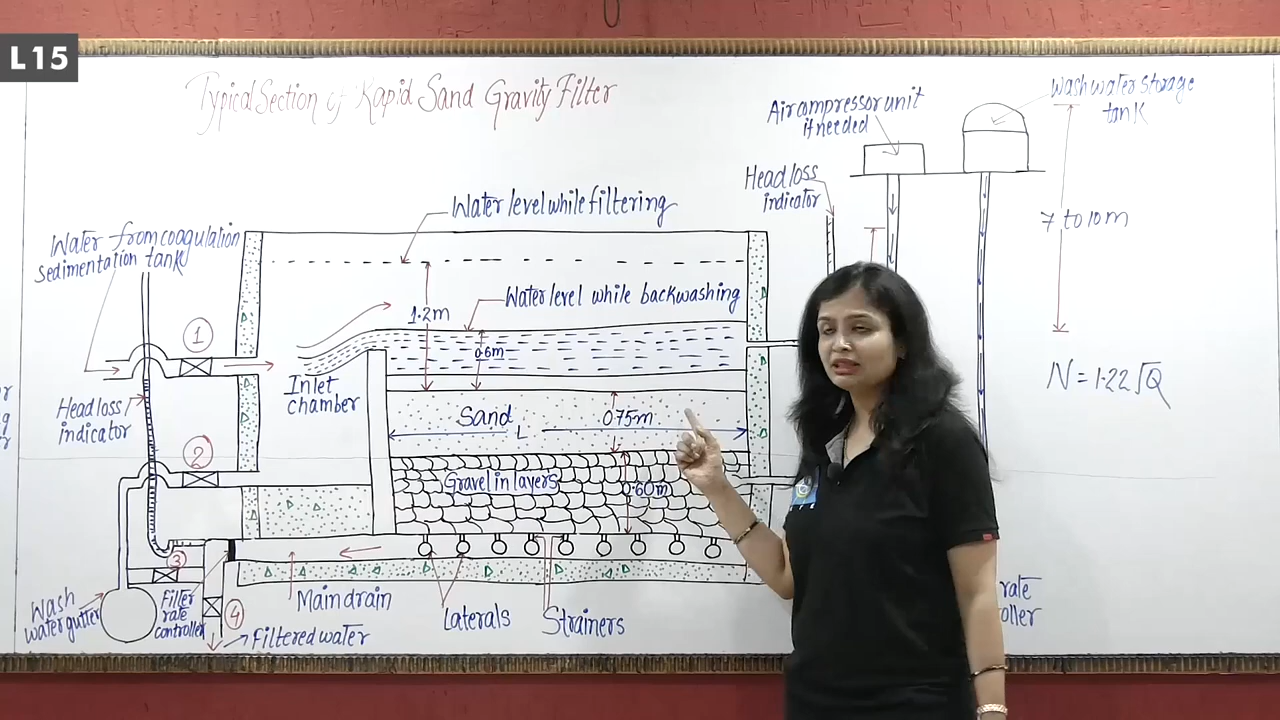 L15
Typical Section of Rapid Sand Gravity Filter
Air compressor unit
if needed
Wash water storage
tank
Head loss
indicator
Water level while filtering
7 to 10 m
Water from coagulation
sedimentation tank
1.2m
Water level while backwashing
1
0.6m
N = 1.22√Q
Inlet
chamber
Head loss
indicator
Sand
0.75m
L
2
Gravel in layers
0.60m
3
Wash
water gutter
Filter
rate
controller
4
Main drain
Laterals
Strainers
Filtered water
rate
oller